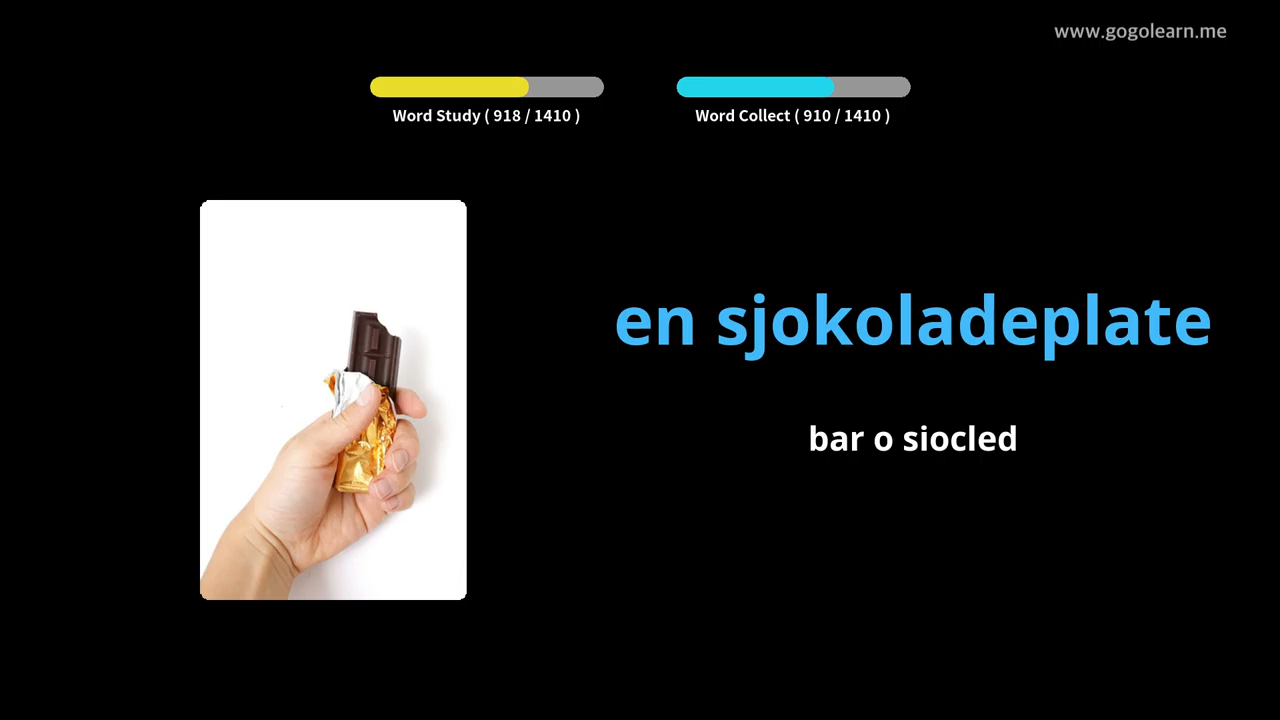 www.gogolearn.me
Word Study ( 918 / 1410 )
Word Collect ( 910 / 1410 )
en sjokoladeplate
bar o siocled